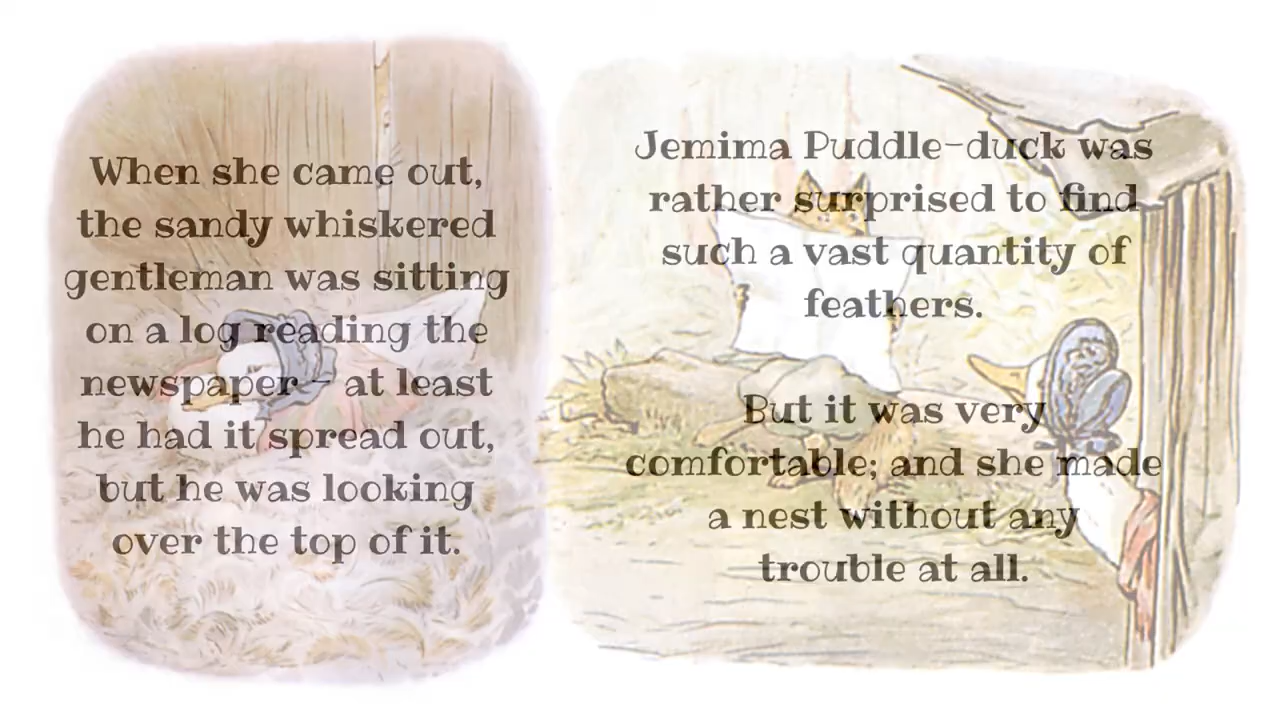 When she came out,
the sandy whiskered
gentleman was sitting
on a log reading the
newspaper - at least
he had it spread out,
but he was looking
over the top of it.
Jemima Puddle-duck was
rather surprised to find
such a vast quantity of
feathers.
But it was very
comfortable; and she made
a nest without any
trouble at all.